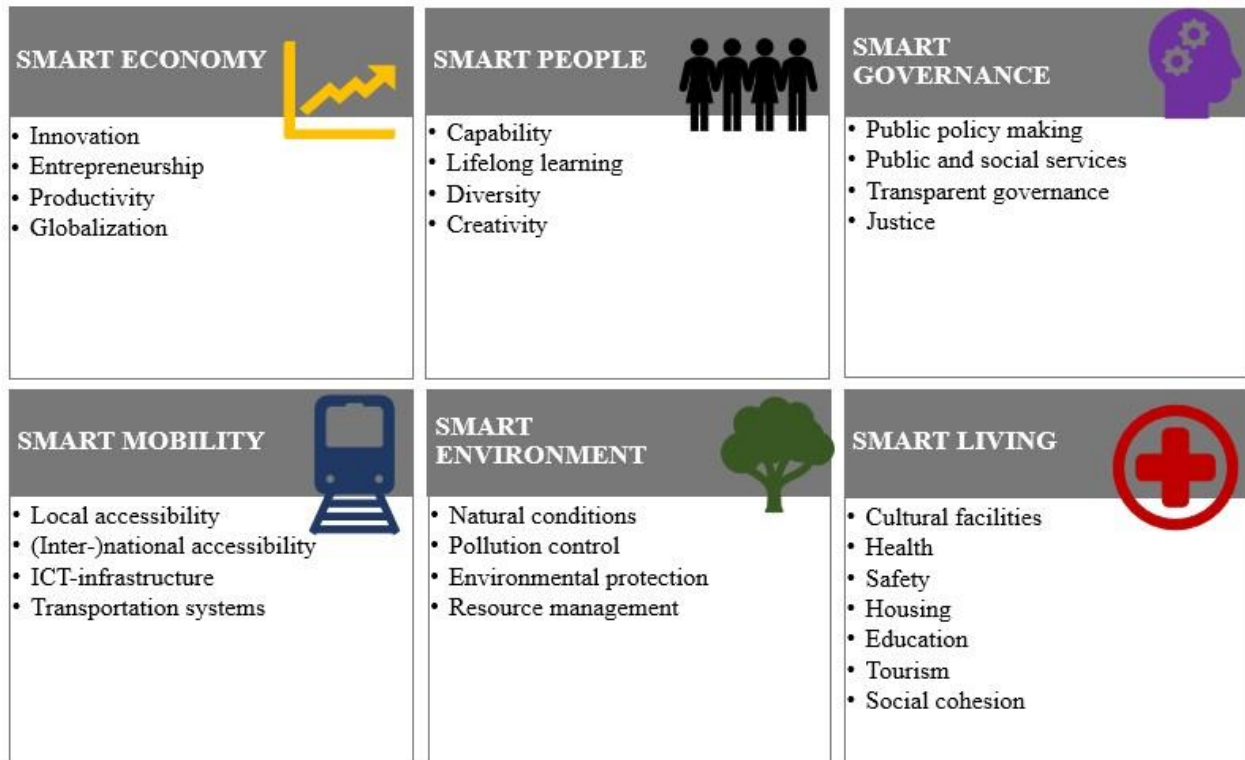 SMART ECONOMY
• Innovation
• Entrepreneurship
• Productivity
• Globalization
SMART PEOPLE
• Capability
• Lifelong learning
• Diversity
• Creativity
SMART
GOVERNANCE
• Public policy making
• Public and social services
• Transparent governance
• Justice
SMART MOBILITY
• Local accessibility
• (Inter-)national accessibility
• ICT-infrastructure
• Transportation systems
SMART
ENVIRONMENT
• Natural conditions
• Pollution control
• Environmental protection
• Resource management
SMART LIVING
• Cultural facilities
• Health
• Safety
• Housing
• Education
• Tourism
• Social cohesion